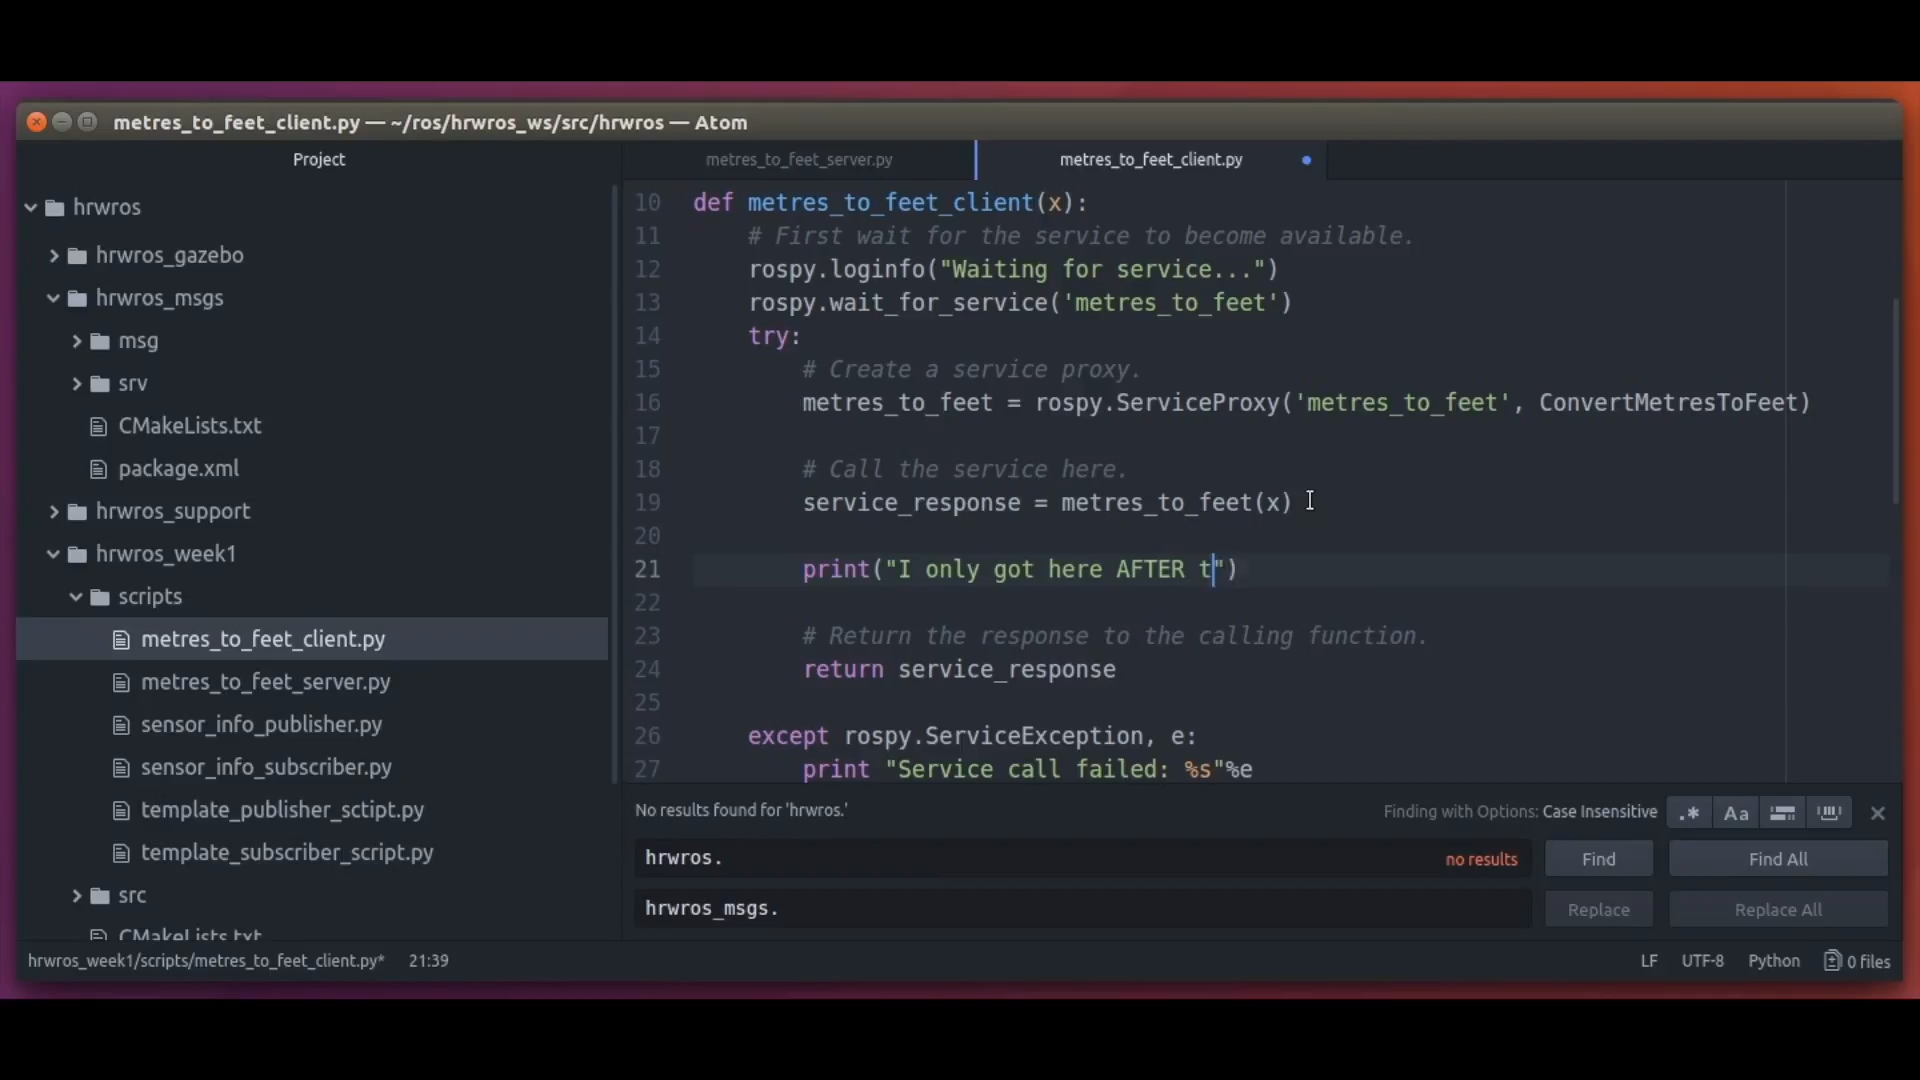 metres_to_feet_client.py — ~/ros/hrwros_ws/src/hrwros — Atom
Project
metres_to_feet_server.py
metres_to_feet_client.py
hrwros
hrwros_gazebo
hrwros_msgs
msg
srv
CMakeLists.txt
package.xml
hrwros_support
hrwros_week1
scripts
metres_to_feet_client.py
metres_to_feet_server.py
sensor_info_publisher.py
sensor_info_subscriber.py
template_publisher_sctipt.py
template_subscriber_script.py
src
CMakeLists.txt
10 def metres_to_feet_client(x):
11     # First wait for the service to become available.
12     rospy.loginfo("Waiting for service...")
13     rospy.wait_for_service('metres_to_feet')
14     try:
15         # Create a service proxy.
16         metres_to_feet = rospy.ServiceProxy('metres_to_feet', ConvertMetresToFeet)
17
18         # Call the service here.
19         service_response = metres_to_feet(x)
20
21         print("I only got here AFTER t")
22
23         # Return the response to the calling function.
24         return service_response
25
26     except rospy.ServiceException, e:
27         print "Service call failed: %s"%e
No results found for 'hrwros.'
Finding with Options: Case Insensitive
.*
Aa
hrwros.
no results
Find
Find All
hrwros_msgs.
Replace
Replace All
hrwros_week1/scripts/metres_to_feet_client.py* 21:39
LF UTF-8 Python 0 files